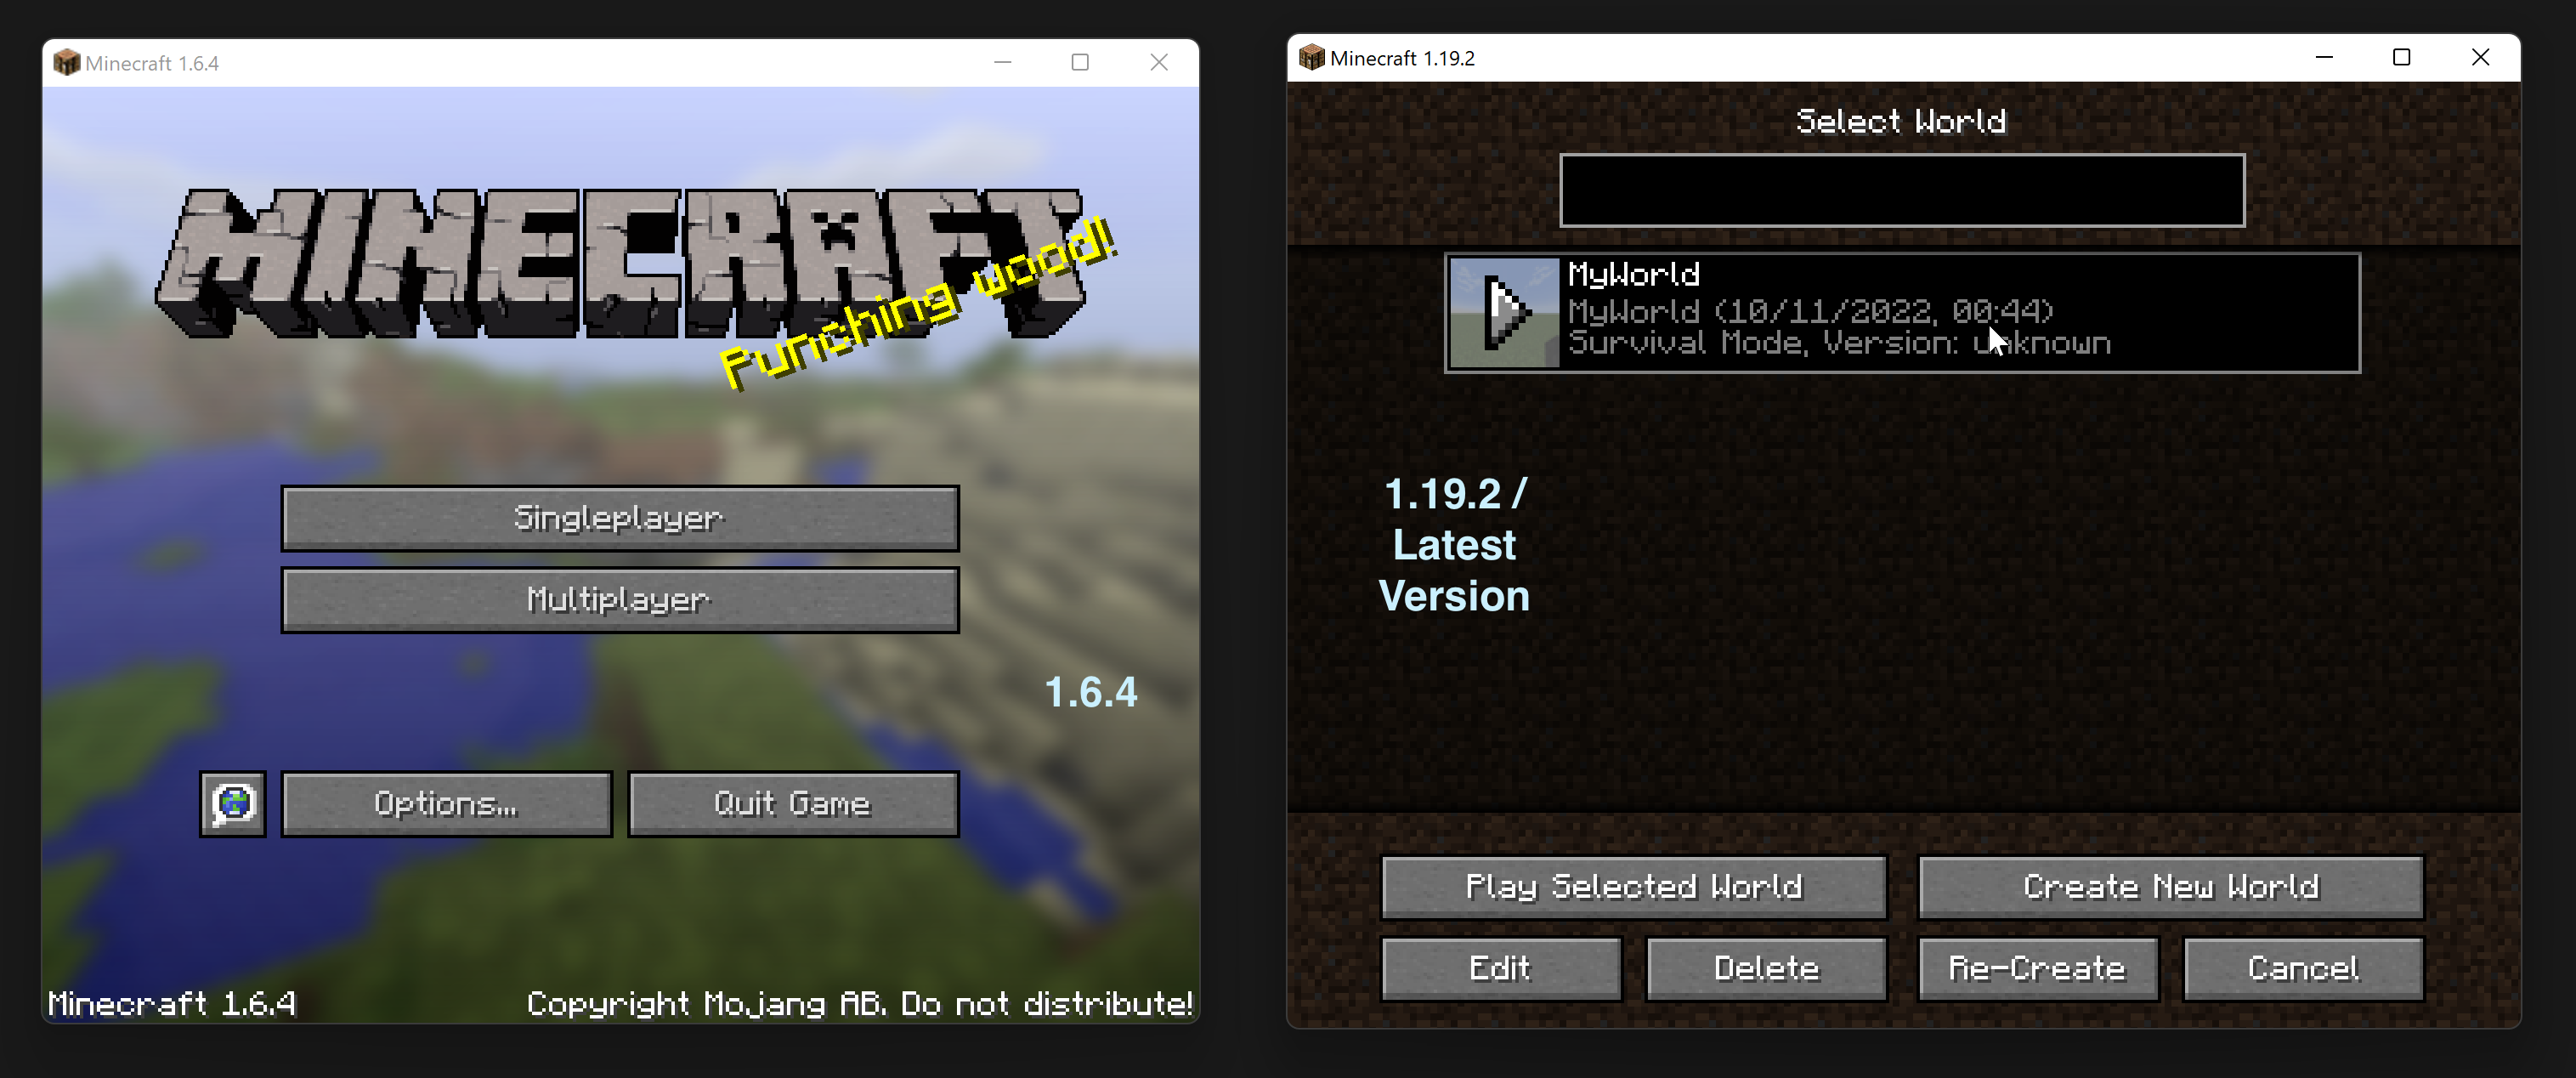 Minecraft 1.6.4
MINECRAFT
Punching wood!
Singleplayer
Multiplayer
1.6.4
Options...
Quit Game
Minecraft 1.6.4
Copyright Mojang AB. Do not distribute!
Minecraft 1.19.2
Select World
MyWorld
MyWorld (10/11/2022, 00:44)
Survival Mode, Version: unknown
1.19.2 /
Latest
Version
Play Selected World
Create New World
Edit
Delete
Re-Create
Cancel